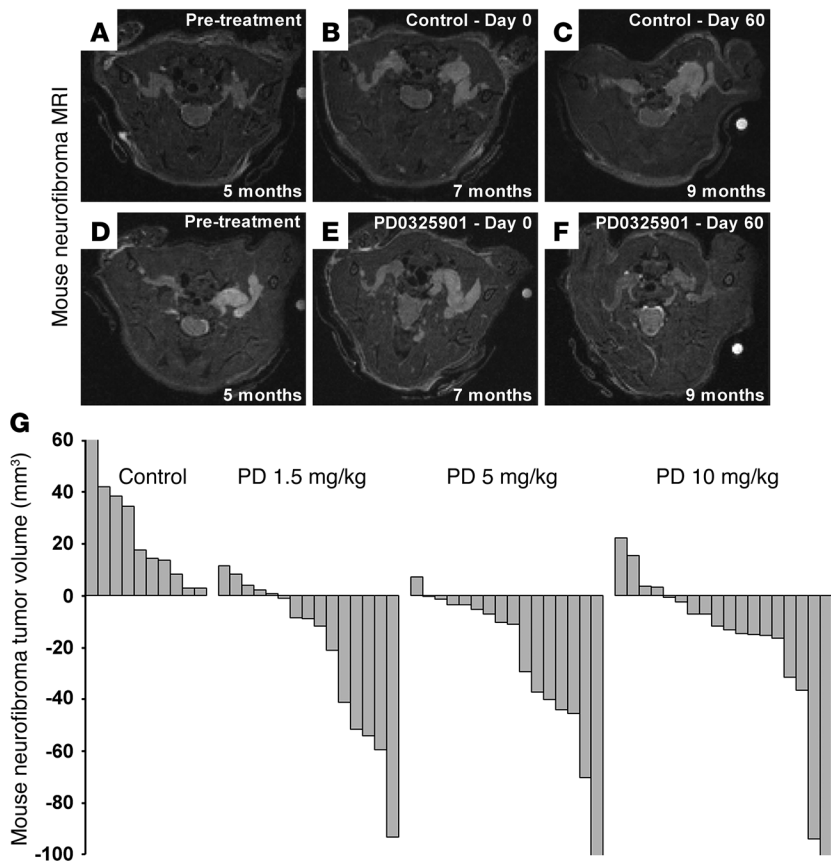 A Pre-treatment 5 months
B Control - Day 0 7 months
C Control - Day 60 9 months
Mouse neurofibroma MRI
D Pre-treatment 5 months
E PD0325901 - Day 0 7 months
F PD0325901 - Day 60 9 months
G
Mouse neurofibroma tumor volume (mm³)
60
40
20
0
-20
-40
-60
-80
-100
Control
PD 1.5 mg/kg
PD 5 mg/kg
PD 10 mg/kg